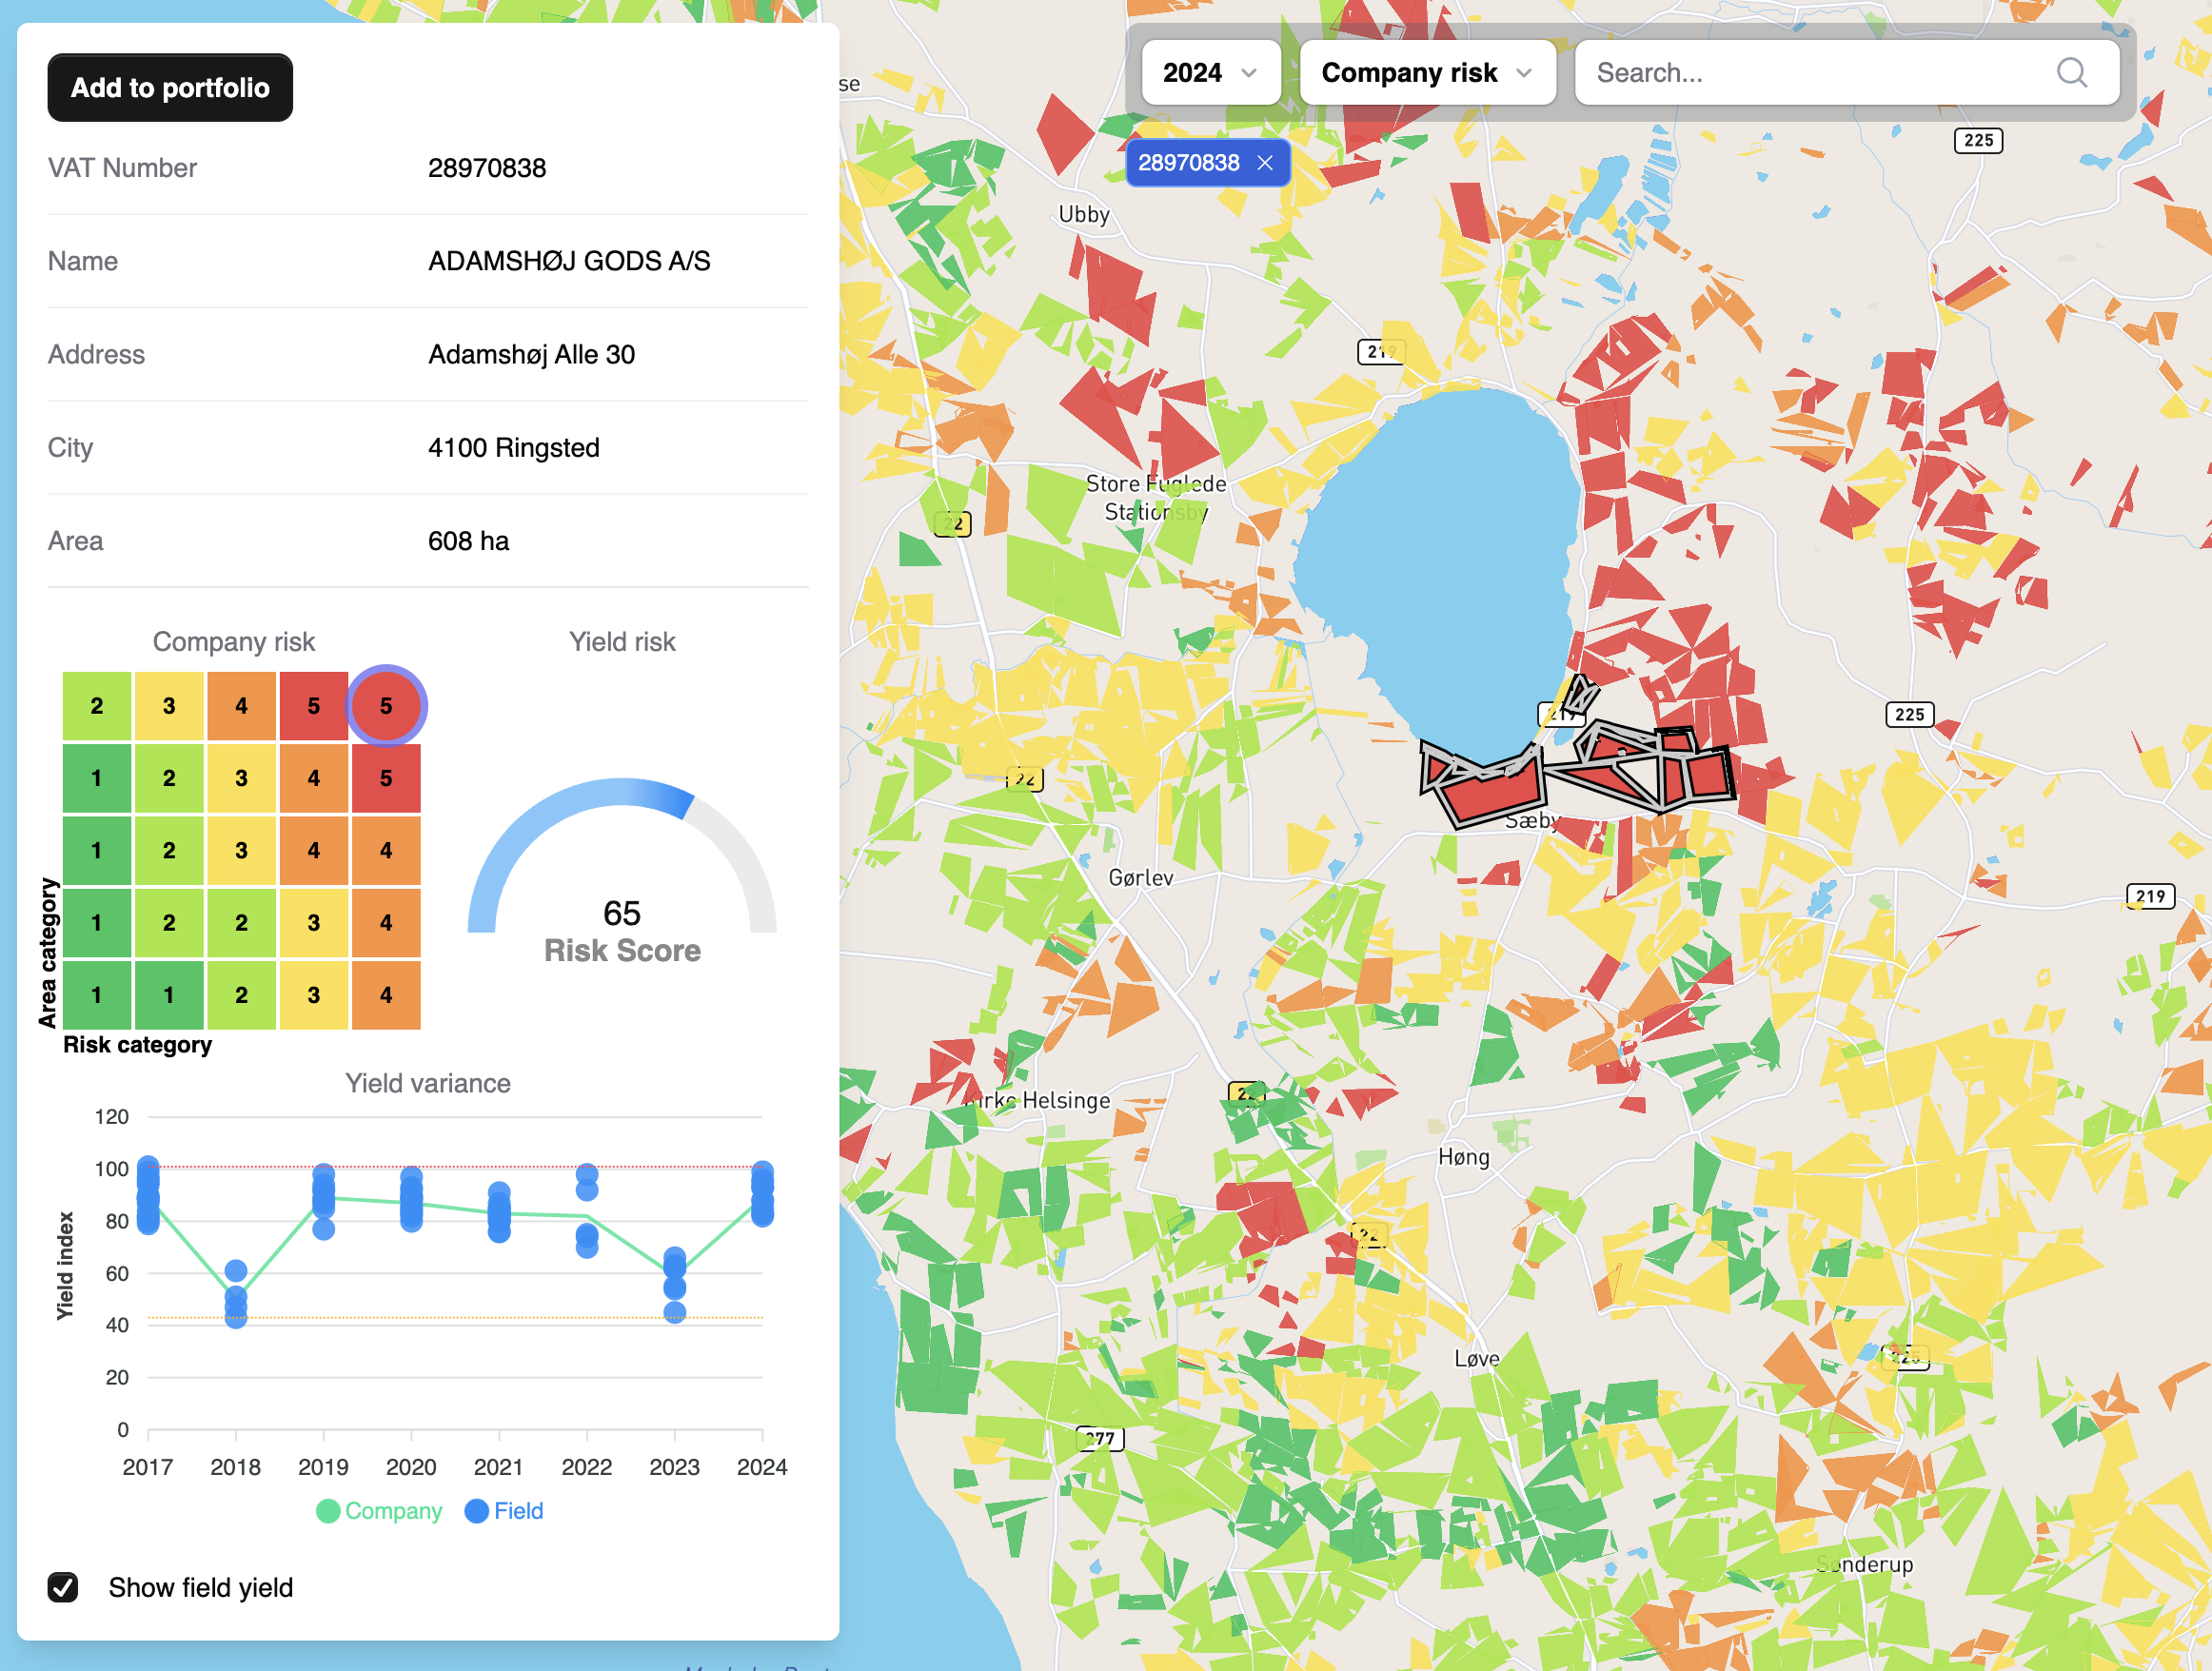 Add to portfolio
VAT Number 28970838
Name ADAMSHØJ GODS A/S
Address Adamshøj Alle 30
City 4100 Ringsted
Area 608 ha
Company risk
2 3 4 5 5
1 2 3 4 5
1 2 3 4 4
1 2 2 3 4
1 1 2 3 4
Area category
Risk category
Yield risk
65
Risk Score
Yield variance
120
100
80
60
40
20
0
Yield index
2017 2018 2019 2020 2021 2022 2023 2024
Company Field
Show field yield
2024
Company risk
Search...
28970838
se
225
Ubby
219
Store Fuglede
Stationsby
22
225
22
Sæby
Gørlev
219
Kirke Helsinge
22
Høng
22
Løve
225
277
Sønderup